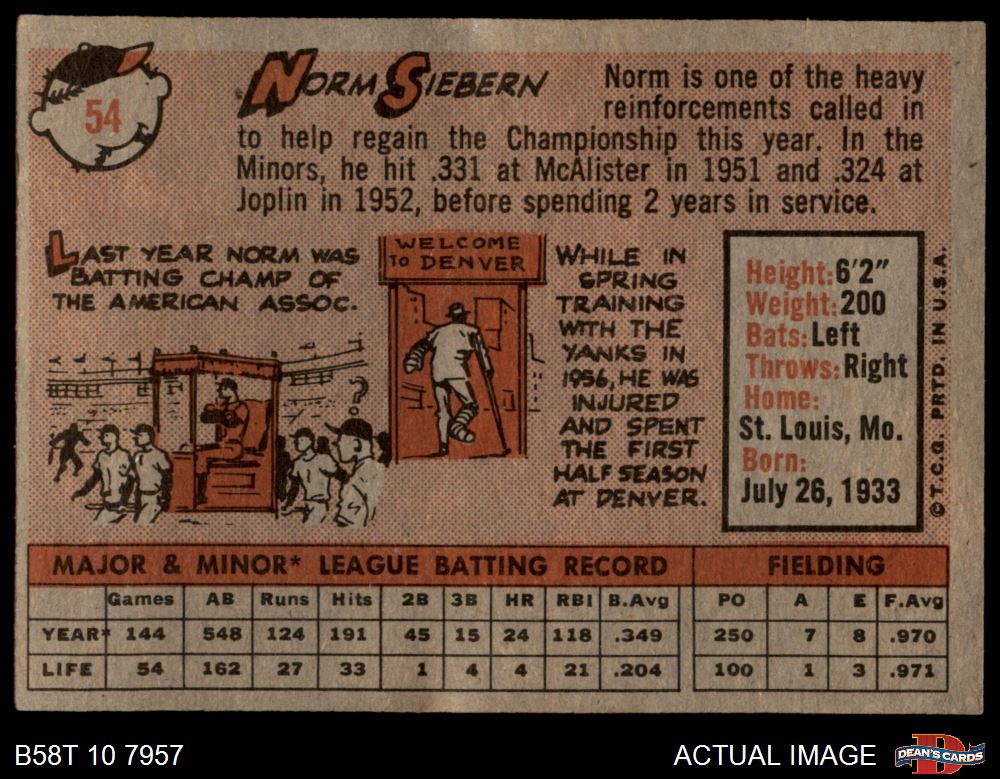 54
NORM SIEBERN
Norm is one of the heavy
reinforcements called in
to help regain the Championship this year. In the
Minors, he hit .331 at McAlister in 1951 and .324 at
Joplin in 1952, before spending 2 years in service.
LAST YEAR NORM WAS
BATTING CHAMP OF
THE AMERICAN ASSOC.
?
WELCOME
TO DENVER
WHILE IN
SPRING
TRAINING
WITH THE
YANKS IN
1956, HE WAS
INJURED
AND SPENT
THE FIRST
HALF SEASON
AT DENVER.
Height: 6'2"
Weight: 200
Bats: Left
Throws: Right
Home:
St. Louis, Mo.
Born:
July 26, 1933
© T.C.G. PRTD. IN U.S.A.
MAJOR & MINOR* LEAGUE BATTING RECORD FIELDING
Games AB Runs Hits 2B 3B HR RBI B.Avg PO A E F.Avg
YEAR* 144 548 124 191 45 15 24 118 .349 250 7 8 .970
LIFE 54 162 27 33 1 4 4 21 .204 100 1 3 .971
B58T 10 7957
ACTUAL IMAGE
DEAN'S CARDS